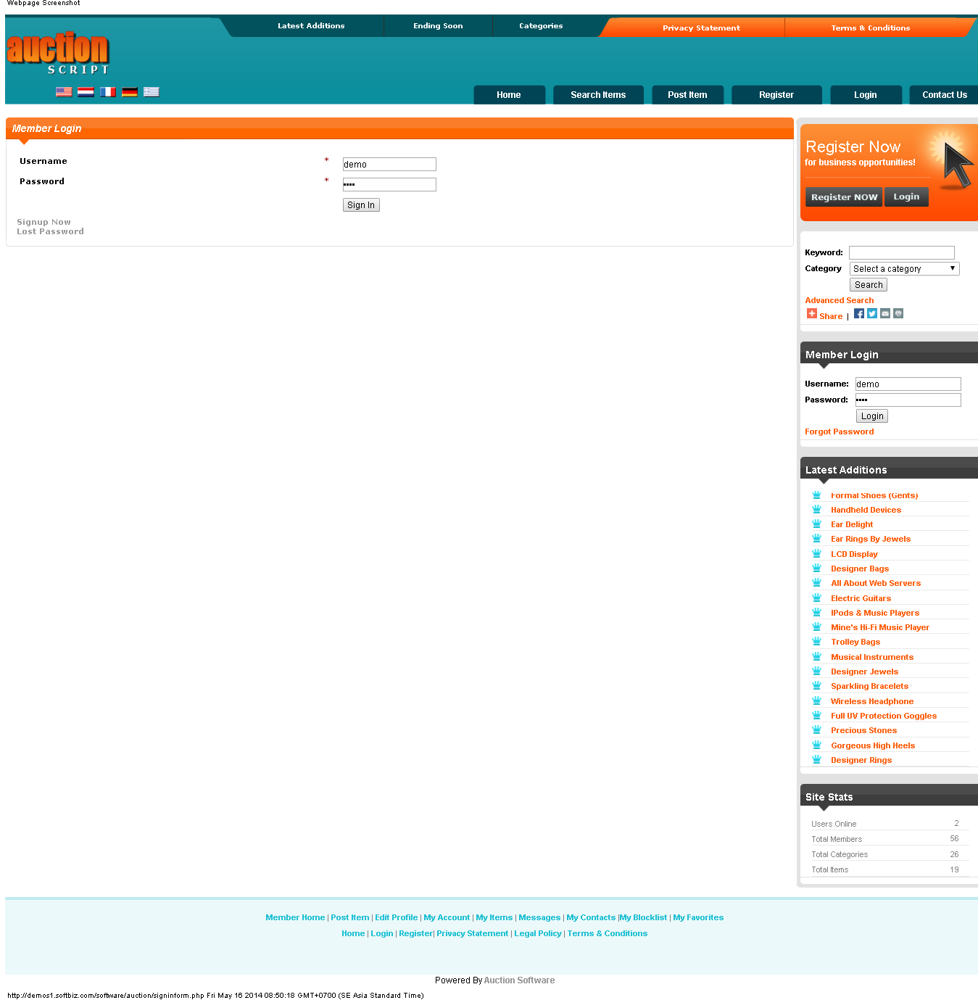 Webpage Screenshot
Latest Additions
Ending Soon
Categories
Privacy Statement
Terms & Conditions
auction
SCRIPT
Home
Search Items
Post Item
Register
Login
Contact Us
Member Login
Username * demo
Password * ••••
Sign In
Signup Now
Lost Password
Register Now
for business opportunities!
Register NOW Login
Keyword:
Category Select a category
Search
Advanced Search
Share |
Member Login
Username: demo
Password: ••••
Login
Forgot Password
Latest Additions
Formal Shoes (Gents)
Handheld Devices
Ear Delight
Ear Rings By Jewels
LCD Display
Designer Bags
All About Web Servers
Electric Guitars
IPods & Music Players
Mine's Hi-Fi Music Player
Trolley Bags
Musical Instruments
Designer Jewels
Sparkling Bracelets
Wireless Headphone
Full UV Protection Goggles
Precious Stones
Gorgeous High Heels
Designer Rings
Site Stats
Users Online 2
Total Members 56
Total Categories 26
Total Items 19
Member Home | Post Item | Edit Profile | My Account | My Items | Messages | My Contacts |My Blocklist | My Favorites
Home | Login | Register| Privacy Statement | Legal Policy | Terms & Conditions
Powered By Auction Software
http://demos1.softbiz.com/software/auction/signinform.php Fri May 16 2014 08:50:18 GMT+0700 (SE Asia Standard Time)